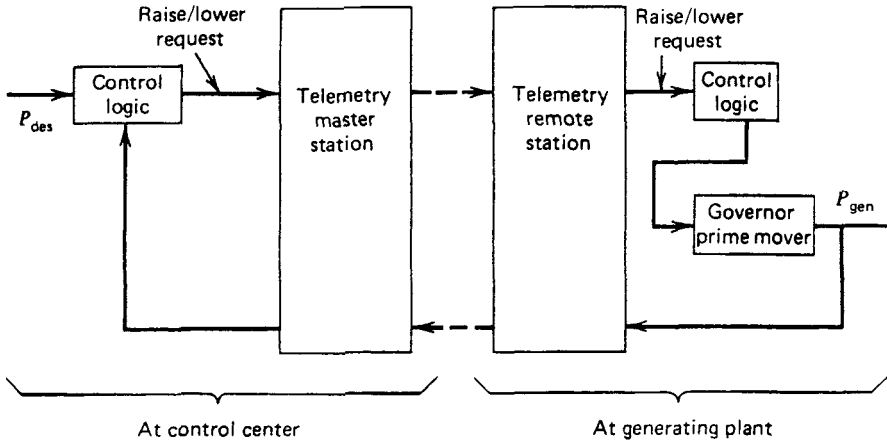 Raise/lower
request
Control
logic
P_des
Telemetry
master
station
Telemetry
remote
station
Raise/lower
request
Control
logic
Governor
prime mover
P_gen
At control center
At generating plant